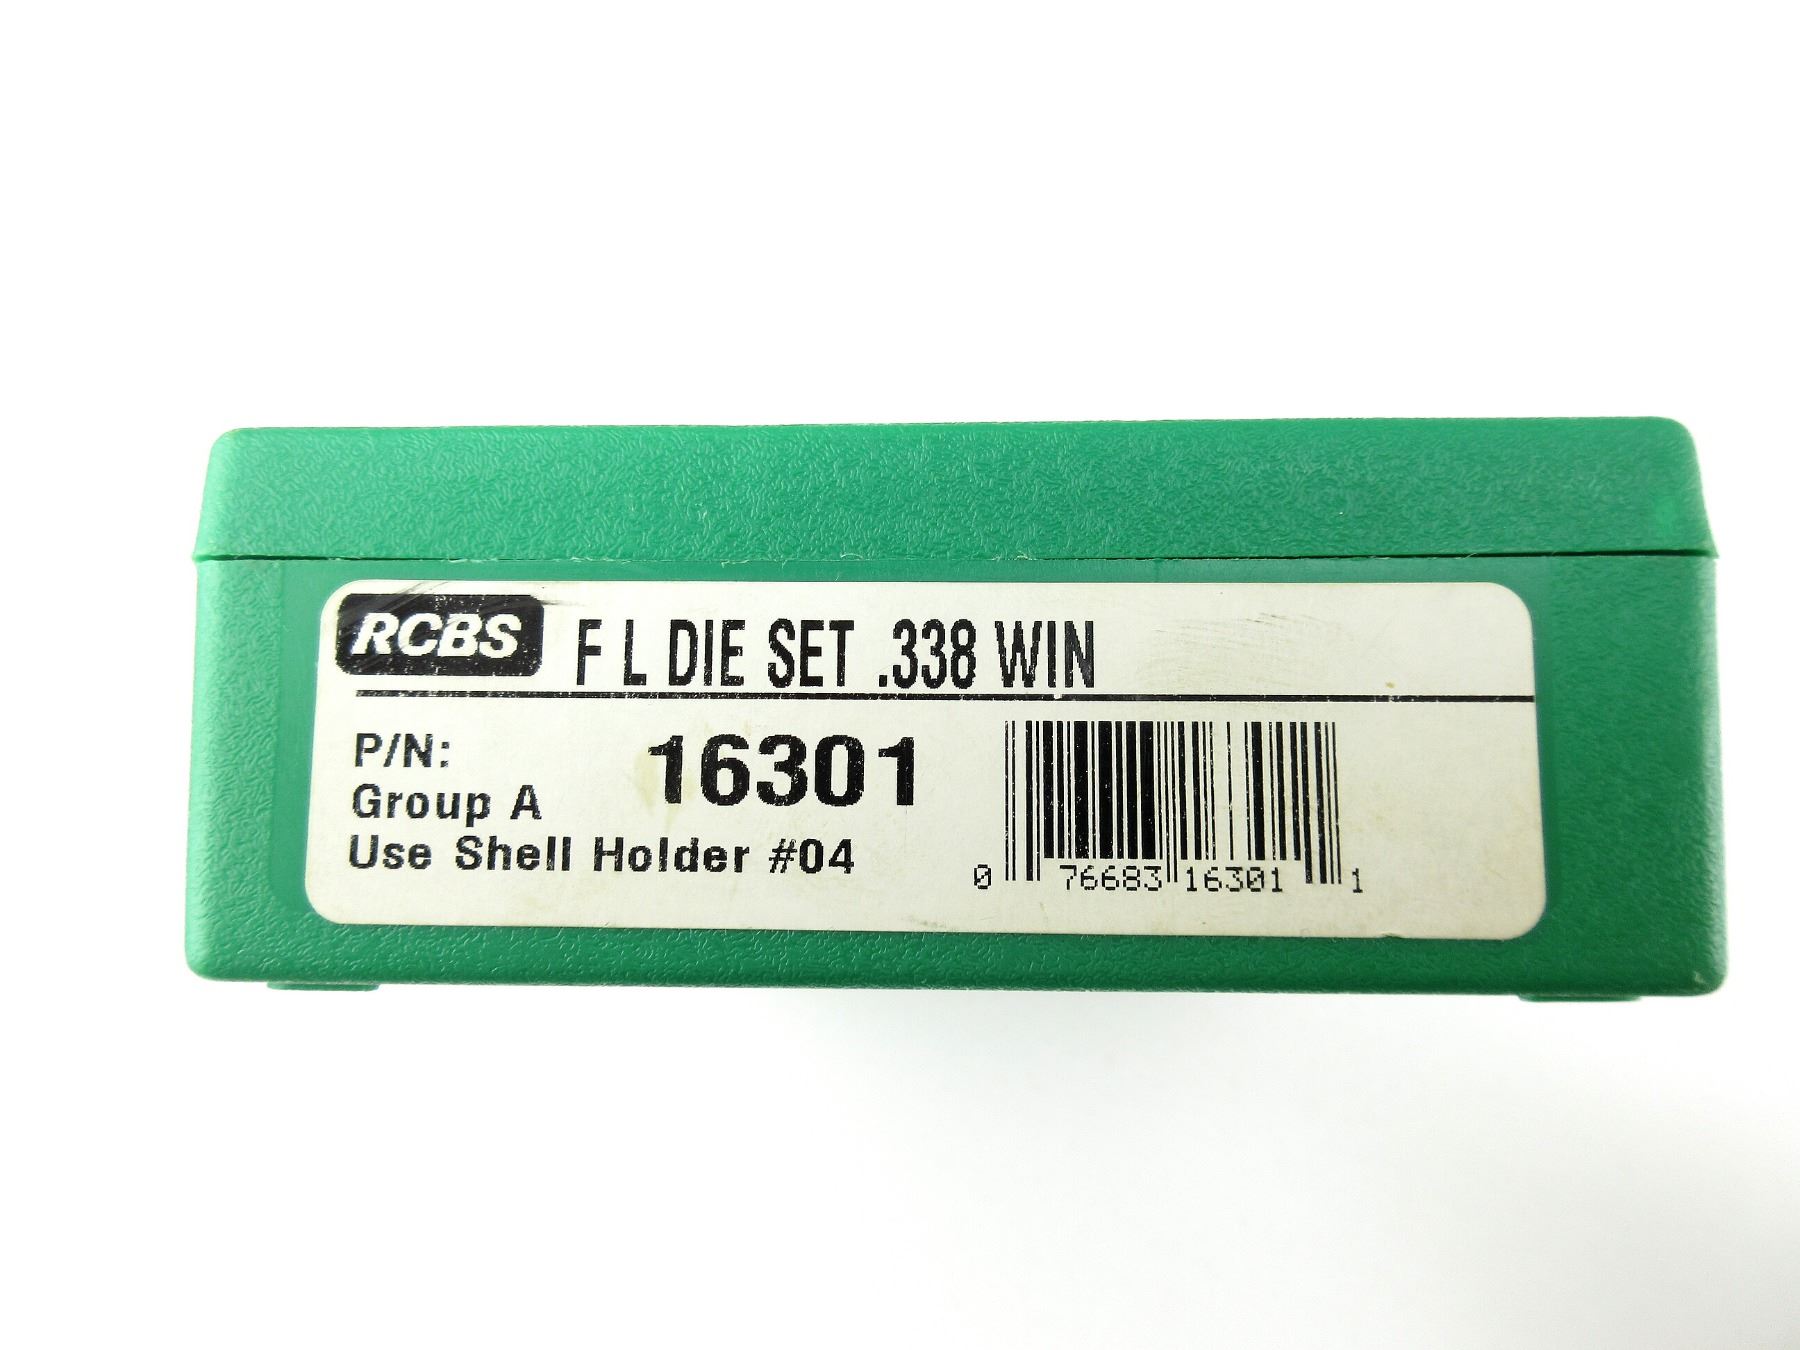 RCBS F L DIE SET .338 WIN
P/N: 16301
Group A
Use Shell Holder #04
0 76683 16301 1